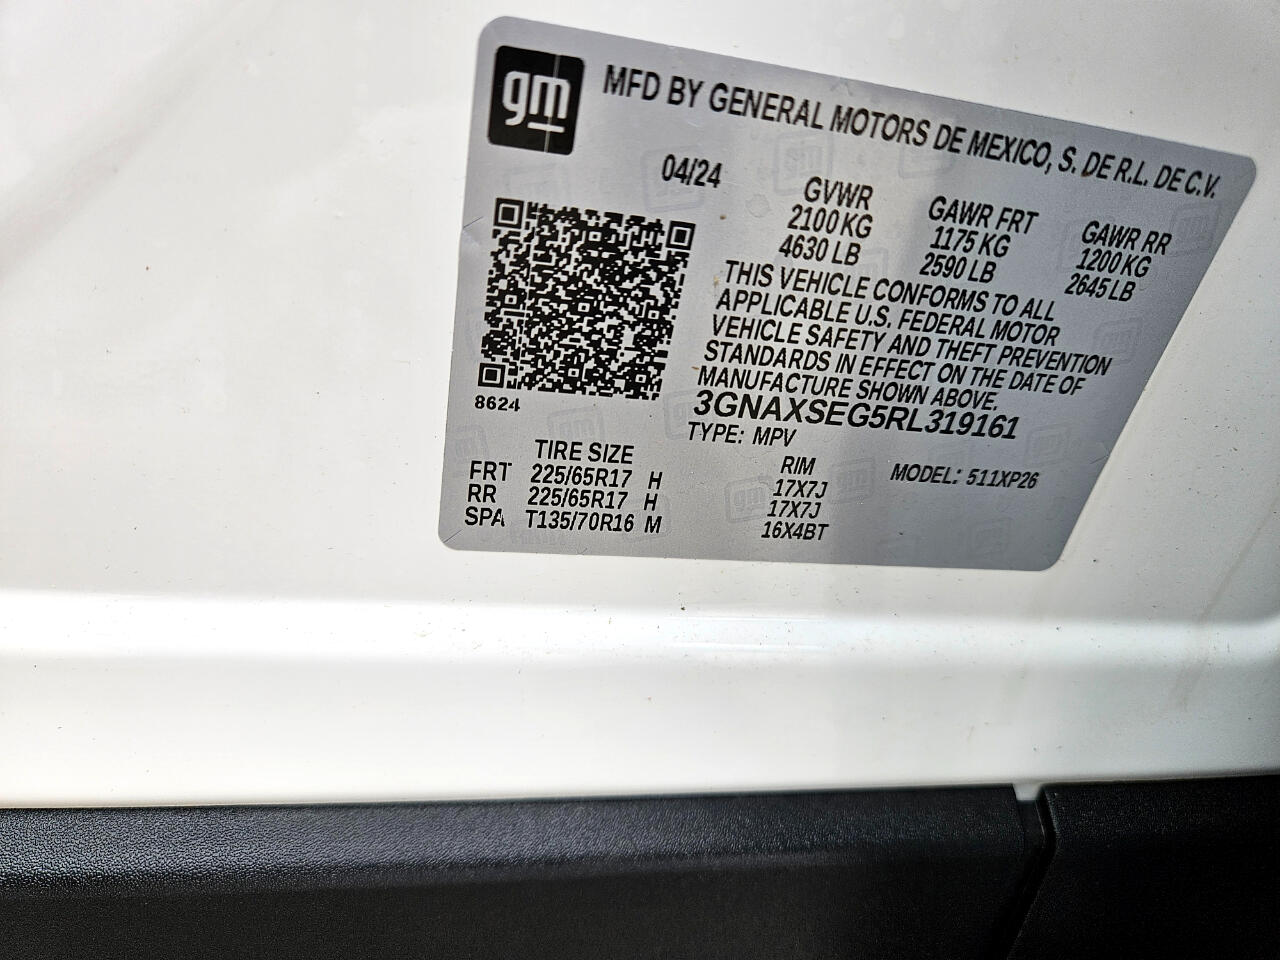 gm
MFD BY GENERAL MOTORS DE MEXICO, S. DE R.L. DE C.V.
04/24
GVWR GAWR FRT GAWR RR
2100 KG 1175 KG 1200 KG
4630 LB 2590 LB 2645 LB
THIS VEHICLE CONFORMS TO ALL
APPLICABLE U.S. FEDERAL MOTOR
VEHICLE SAFETY AND THEFT PREVENTION
STANDARDS IN EFFECT ON THE DATE OF
MANUFACTURE SHOWN ABOVE.
8624
3GNAXSEG5RL319161
TYPE: MPV
TIRE SIZE RIM MODEL: 511XP26
FRT 225/65R17 H 17X7J
RR 225/65R17 H 17X7J
SPA T135/70R16 M 16X4BT